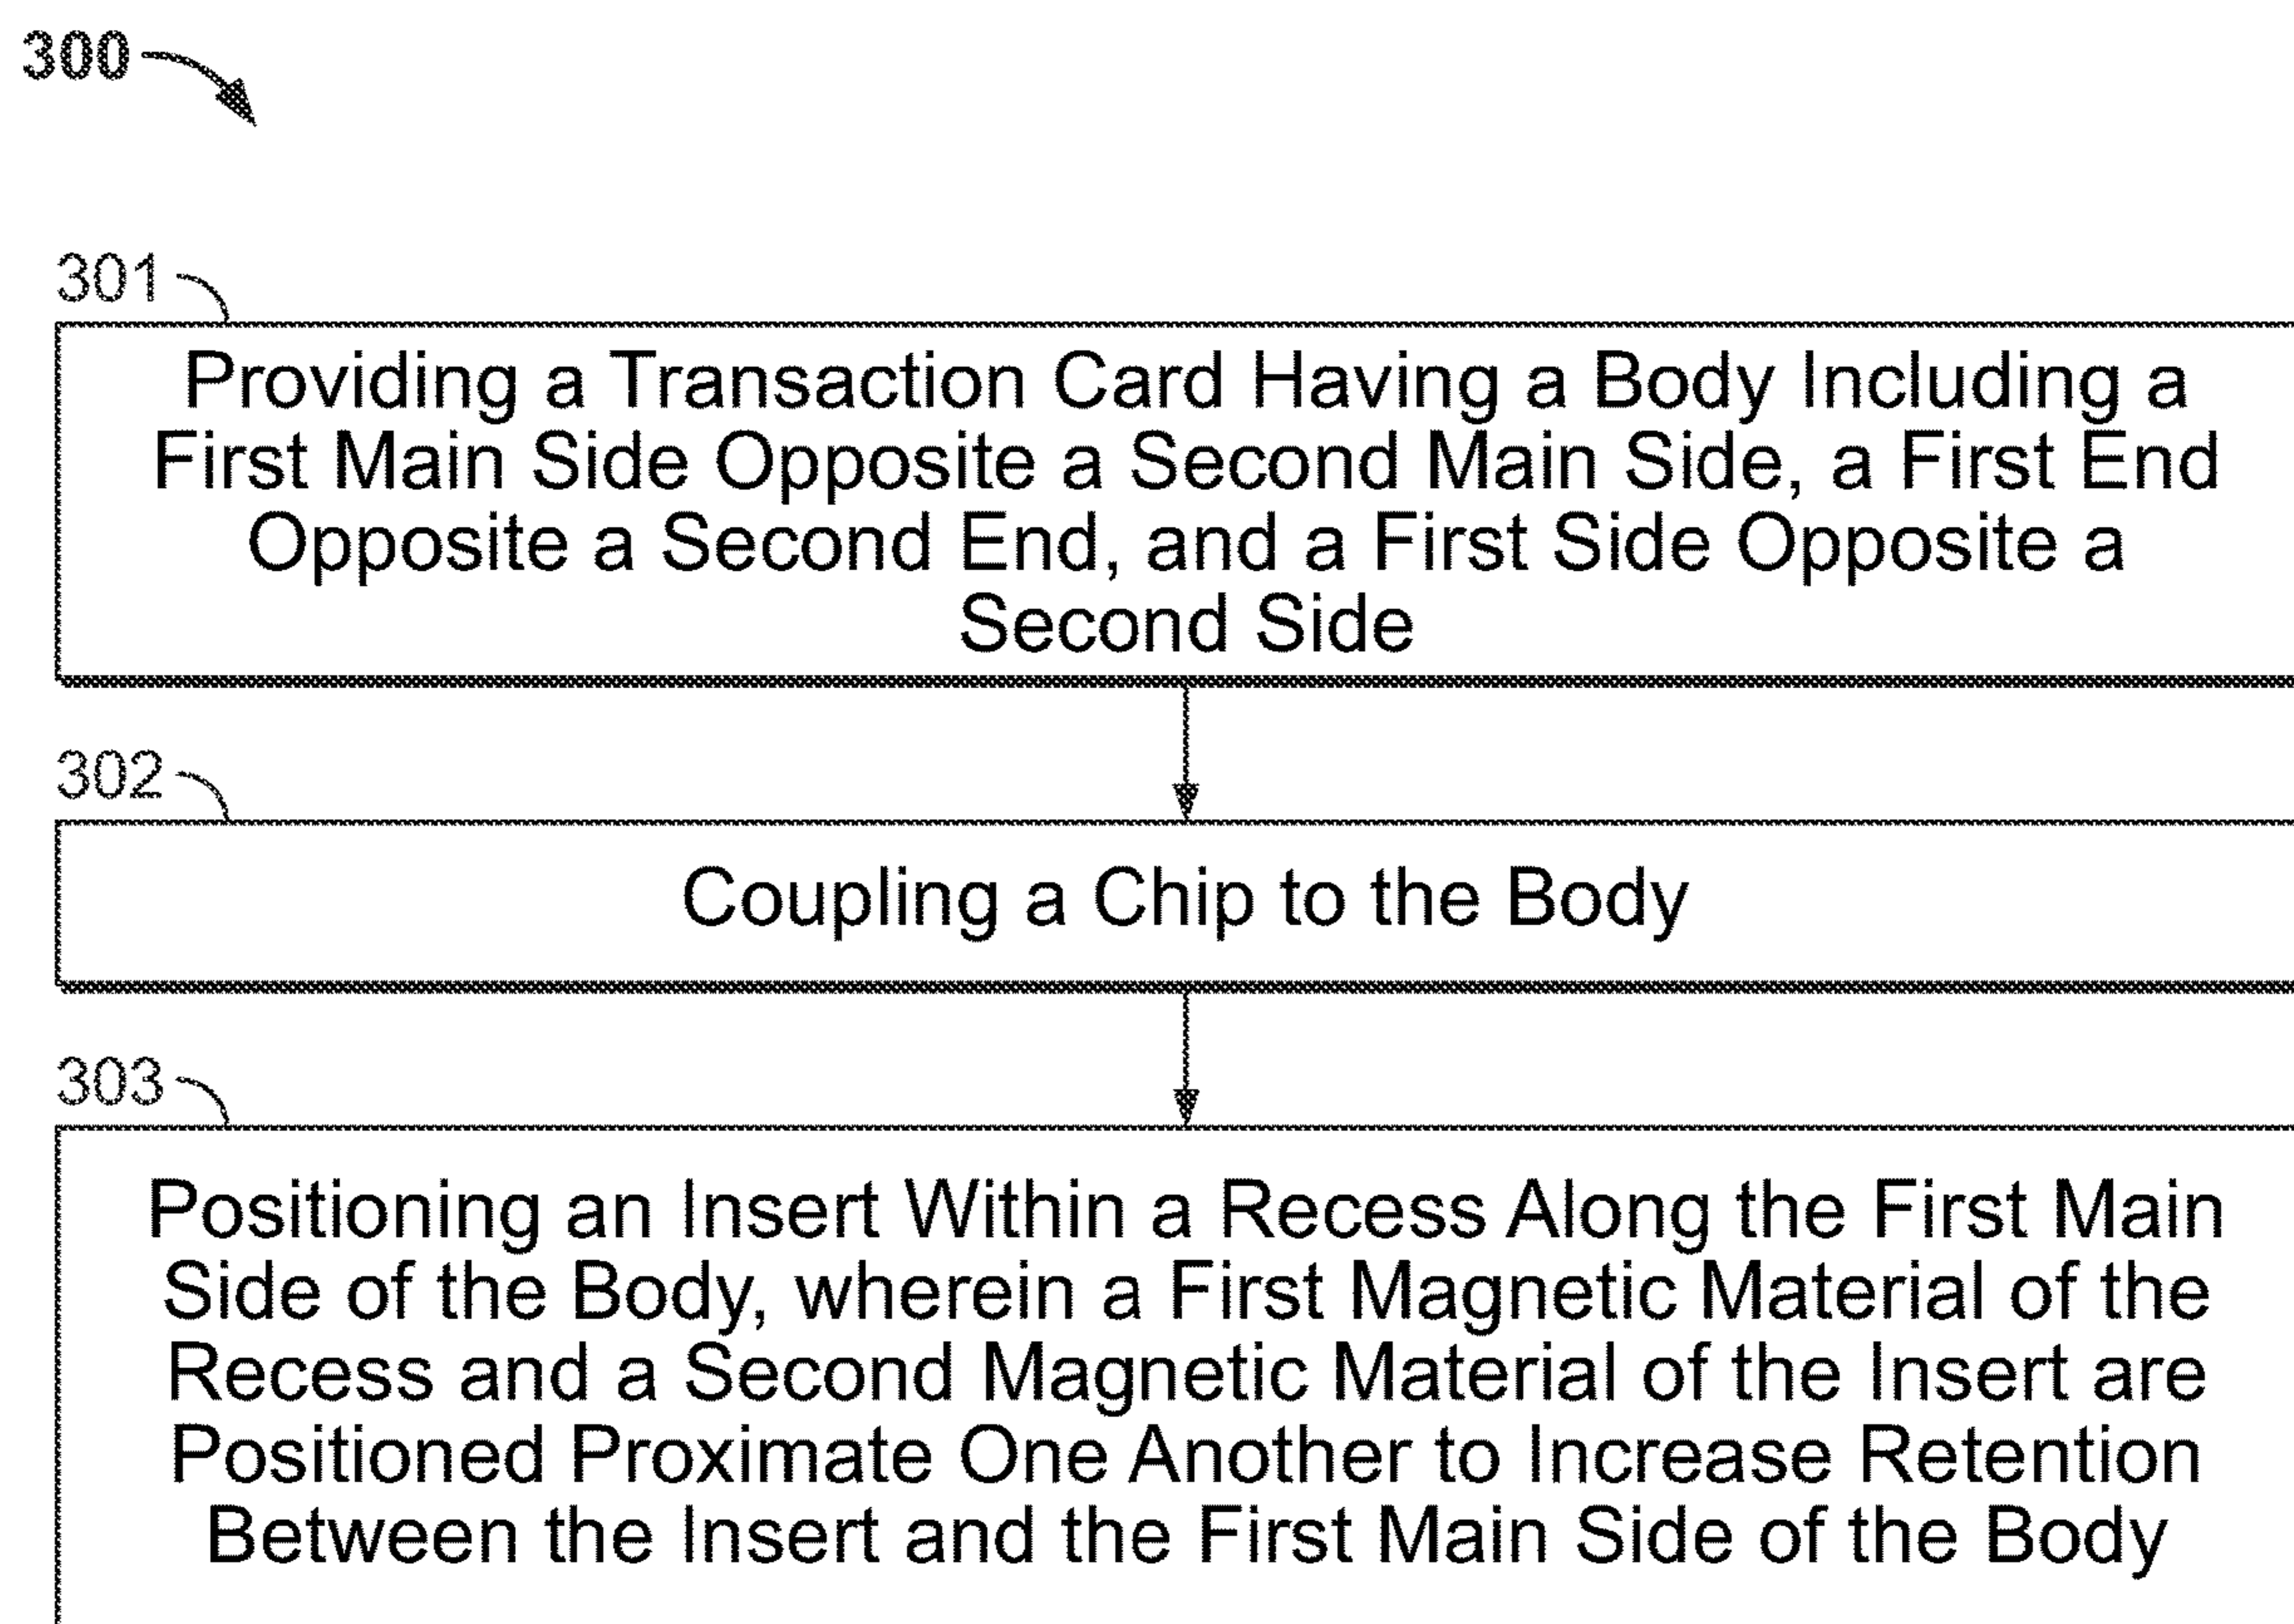 300
301
Providing a Transaction Card Having a Body Including a
First Main Side Opposite a Second Main Side, a First End
Opposite a Second End, and a First Side Opposite a
Second Side
302
Coupling a Chip to the Body
303
Positioning an Insert Within a Recess Along the First Main
Side of the Body, wherein a First Magnetic Material of the
Recess and a Second Magnetic Material of the Insert are
Positioned Proximate One Another to Increase Retention
Between the Insert and the First Main Side of the Body